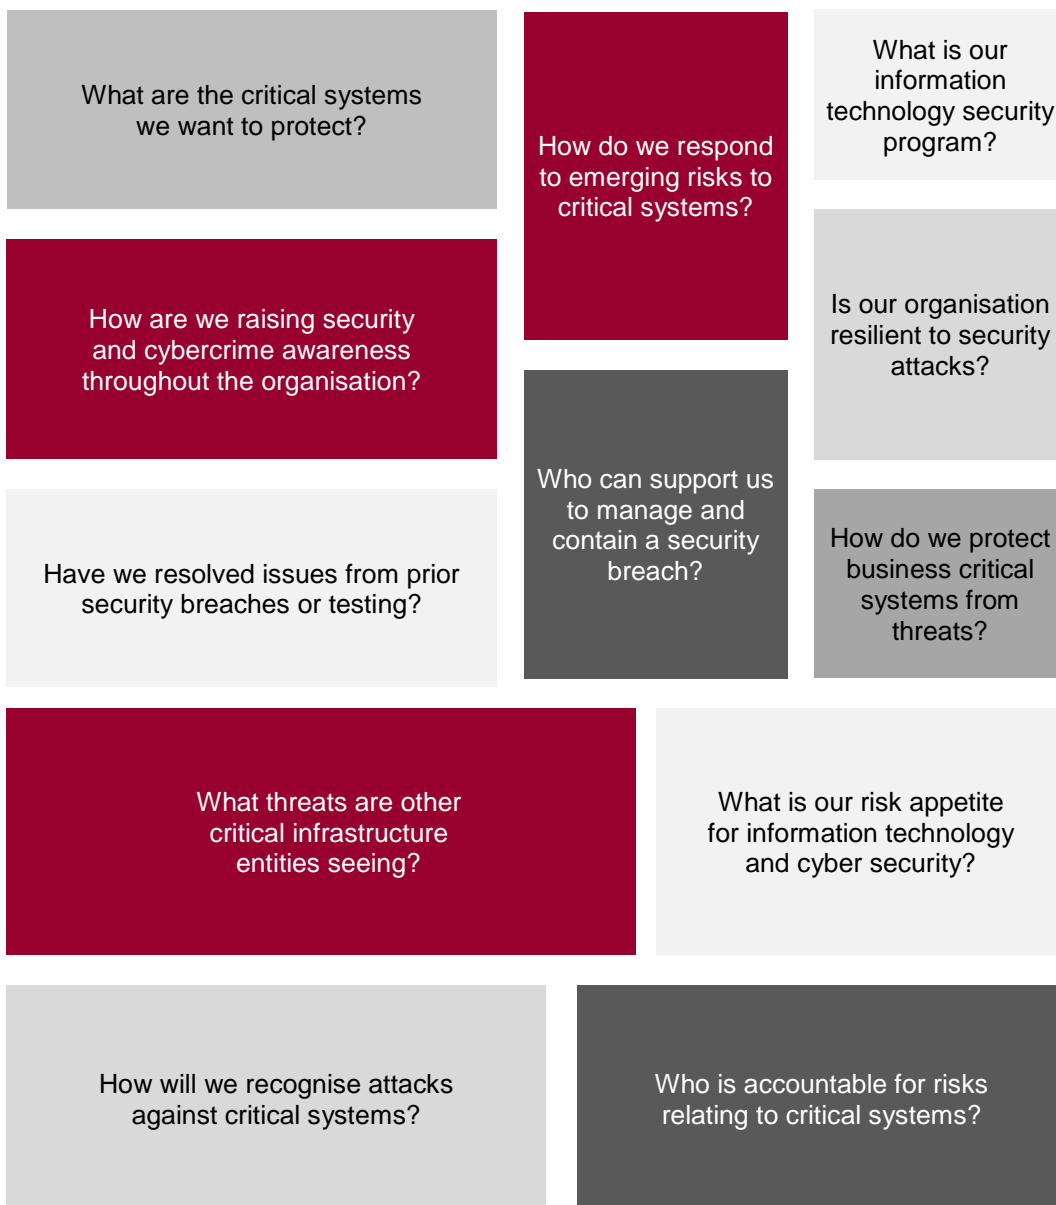 What are the critical systems
we want to protect?
How do we respond
to emerging risks to
critical systems?
What is our
information
technology security
program?
How are we raising security
and cybercrime awareness
throughout the organisation?
Is our organisation
resilient to security
attacks?
Who can support us
to manage and
contain a security
breach?
Have we resolved issues from prior
security breaches or testing?
How do we protect
business critical
systems from
threats?
What threats are other
critical infrastructure
entities seeing?
What is our risk appetite
for information technology
and cyber security?
How will we recognise attacks
against critical systems?
Who is accountable for risks
relating to critical systems?